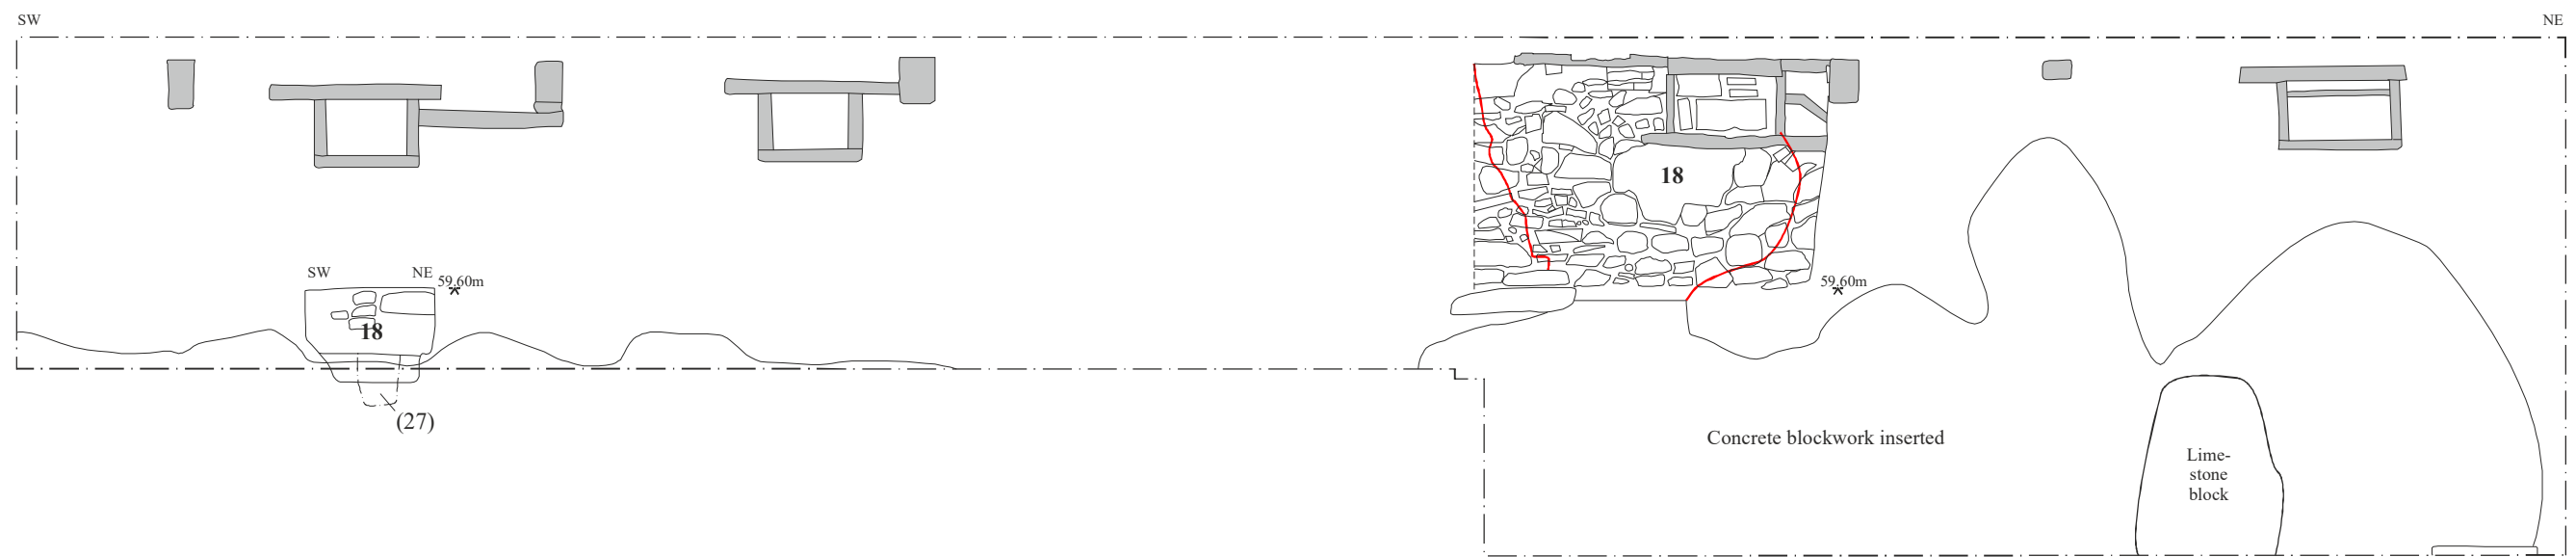 SW
NE
SW
NE
59.60m
18
(27)
18
59.60m
Concrete blockwork inserted
Lime-
stone
block